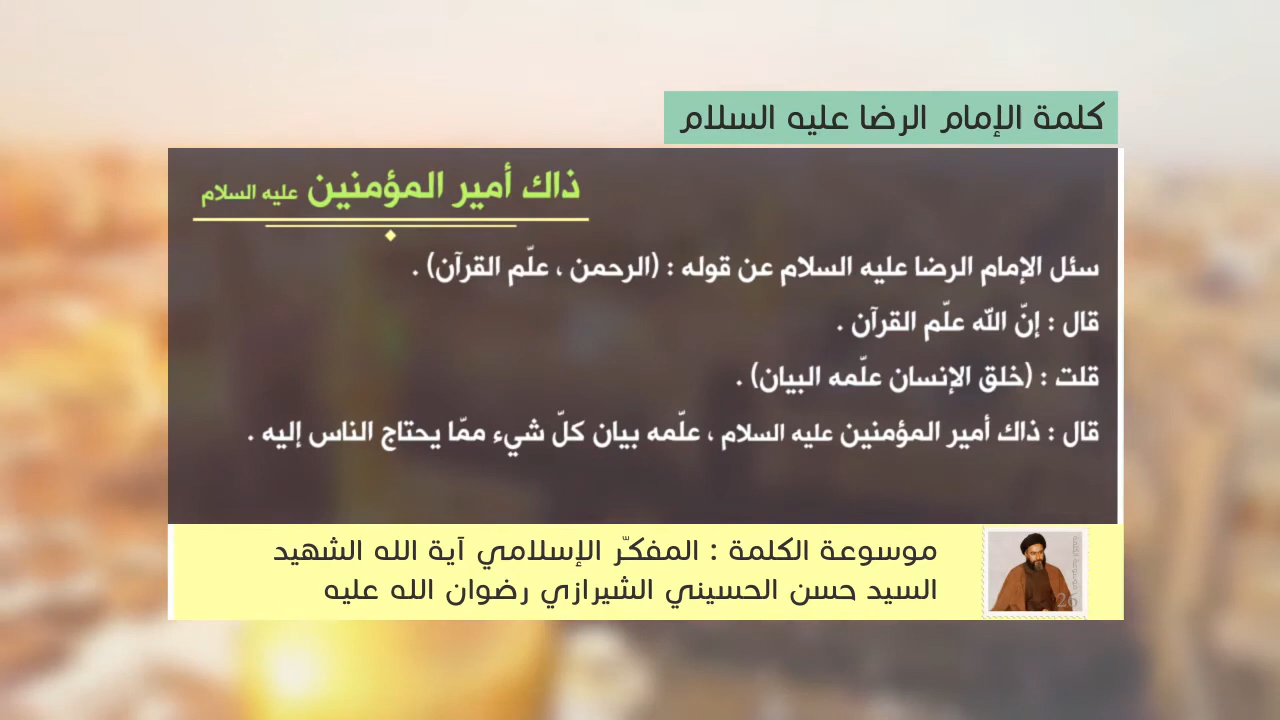 كلمة الإمام الرضا عليه السلام
ذاك أمير المؤمنين عليه السلام
سئل الإمام الرضا عليه السلام عن قوله : (الرحمن ، علّم القرآن) .
قال : إنّ الله علّم القرآن .
قلت : (خلق الإنسان علّمه البيان) .
قال : ذاك أمير المؤمنين عليه السلام ، علّمه بيان كلّ شيء ممّا يحتاج الناس إليه .
موسوعة الكلمة : المفكّر الإسلامي آية الله الشهيد
السيد حسن الحسيني الشيرازي رضوان الله عليه